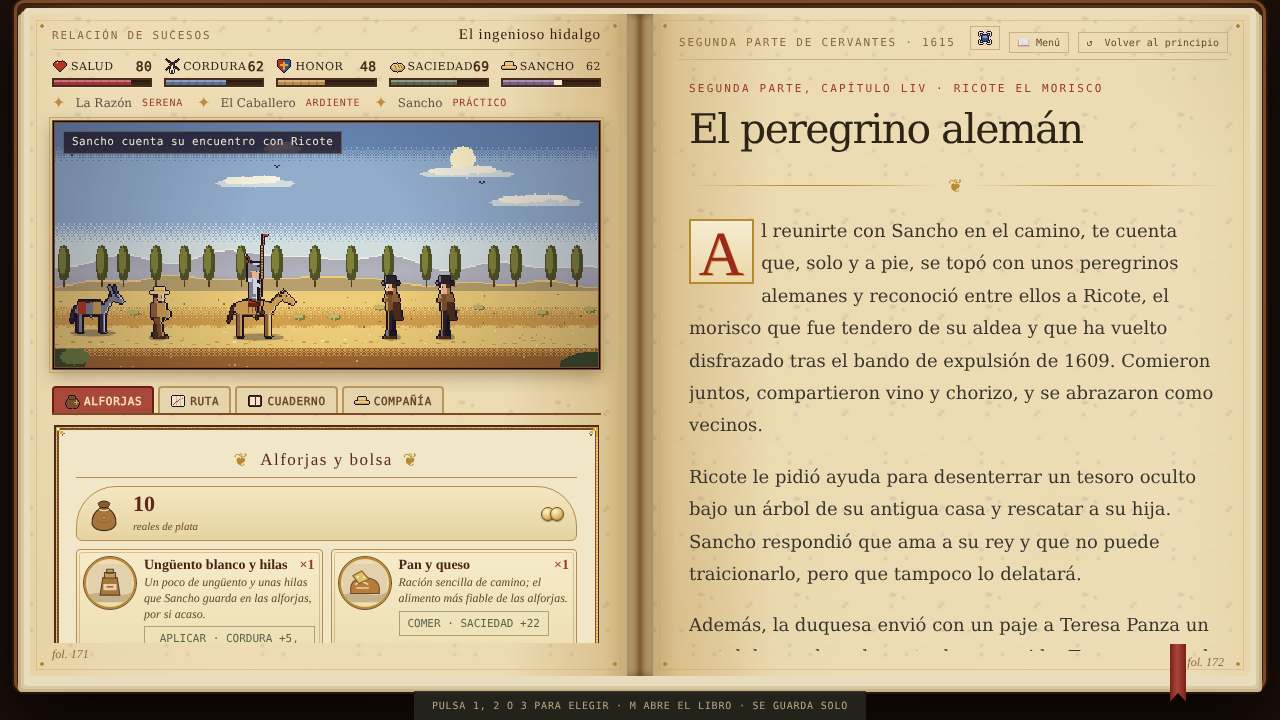 RELACIÓN DE SUCESOS
El ingenioso hidalgo
SALUD 80
CORDURA 62
HONOR 48
SACIEDAD 69
SANCHO 62
La Razón SERENA
El Caballero ARDIENTE
Sancho PRÁCTICO
Sancho cuenta su encuentro con Ricote
ALFORJAS
RUTA
CUADERNO
COMPAÑÍA
Alforjas y bolsa
10
reales de plata
Ungüento blanco y hilas ×1
Un poco de ungüento y unas hilas
que Sancho guarda en las alforjas,
por si acaso.
APLICAR · CORDURA +5,
Pan y queso ×1
Ración sencilla de camino; el
alimento más fiable de las alforjas.
COMER · SACIEDAD +22
fol. 171
SEGUNDA PARTE DE CERVANTES · 1615
Menú
↺ Volver al principio
SEGUNDA PARTE, CAPÍTULO LIV · RICOTE EL MORISCO
El peregrino alemán
Al reunirte con Sancho en el camino, te cuenta
que, solo y a pie, se topó con unos peregrinos
alemanes y reconoció entre ellos a Ricote, el
morisco que fue tendero de su aldea y que ha vuelto
disfrazado tras el bando de expulsión de 1609. Comieron
juntos, compartieron vino y chorizo, y se abrazaron como
vecinos.
Ricote le pidió ayuda para desenterrar un tesoro oculto
bajo un árbol de su antigua casa y rescatar a su hija.
Sancho respondió que ama a su rey y que no puede
traicionarlo, pero que tampoco lo delatará.
Además, la duquesa envió con un paje a Teresa Panza un
fol. 172
PULSA 1, 2 O 3 PARA ELEGIR · M ABRE EL LIBRO · SE GUARDA SOLO